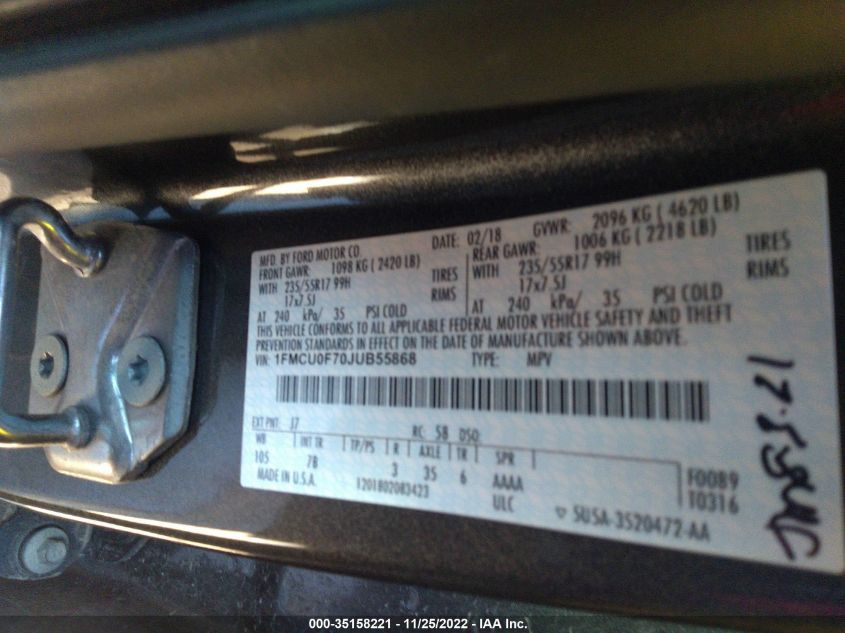 MFD. BY FORD MOTOR CO.
DATE: 02/18 GVWR: 2096 KG ( 4620 LB)
FRONT GAWR: 1098 KG ( 2420 LB)
WITH 235/55R17 99H TIRES
17x7.5J RIMS
AT 240 kPa/ 35 PSI COLD
REAR GAWR: 1006 KG ( 2218 LB)
WITH 235/55R17 99H TIRES
17x7.5J RIMS
AT 240 kPa/ 35 PSI COLD
THIS VEHICLE CONFORMS TO ALL APPLICABLE FEDERAL MOTOR VEHICLE SAFETY AND THEFT
PREVENTION STANDARDS IN EFFECT ON THE DATE OF MANUFACTURE SHOWN ABOVE.
VIN: 1FMCU0F70JUB55868 TYPE: MPV
EXT PNT: J7 RC: 58 DSO:
WB INT TR TP/PS R AXLE TR SPR
105 7B 3 35 6 AAAA
MADE IN U.S.A. 1201802083423 ULC
F0089
T0316
5U5A-3520472-AA
000-35158221 - 11/25/2022 - IAA Inc.